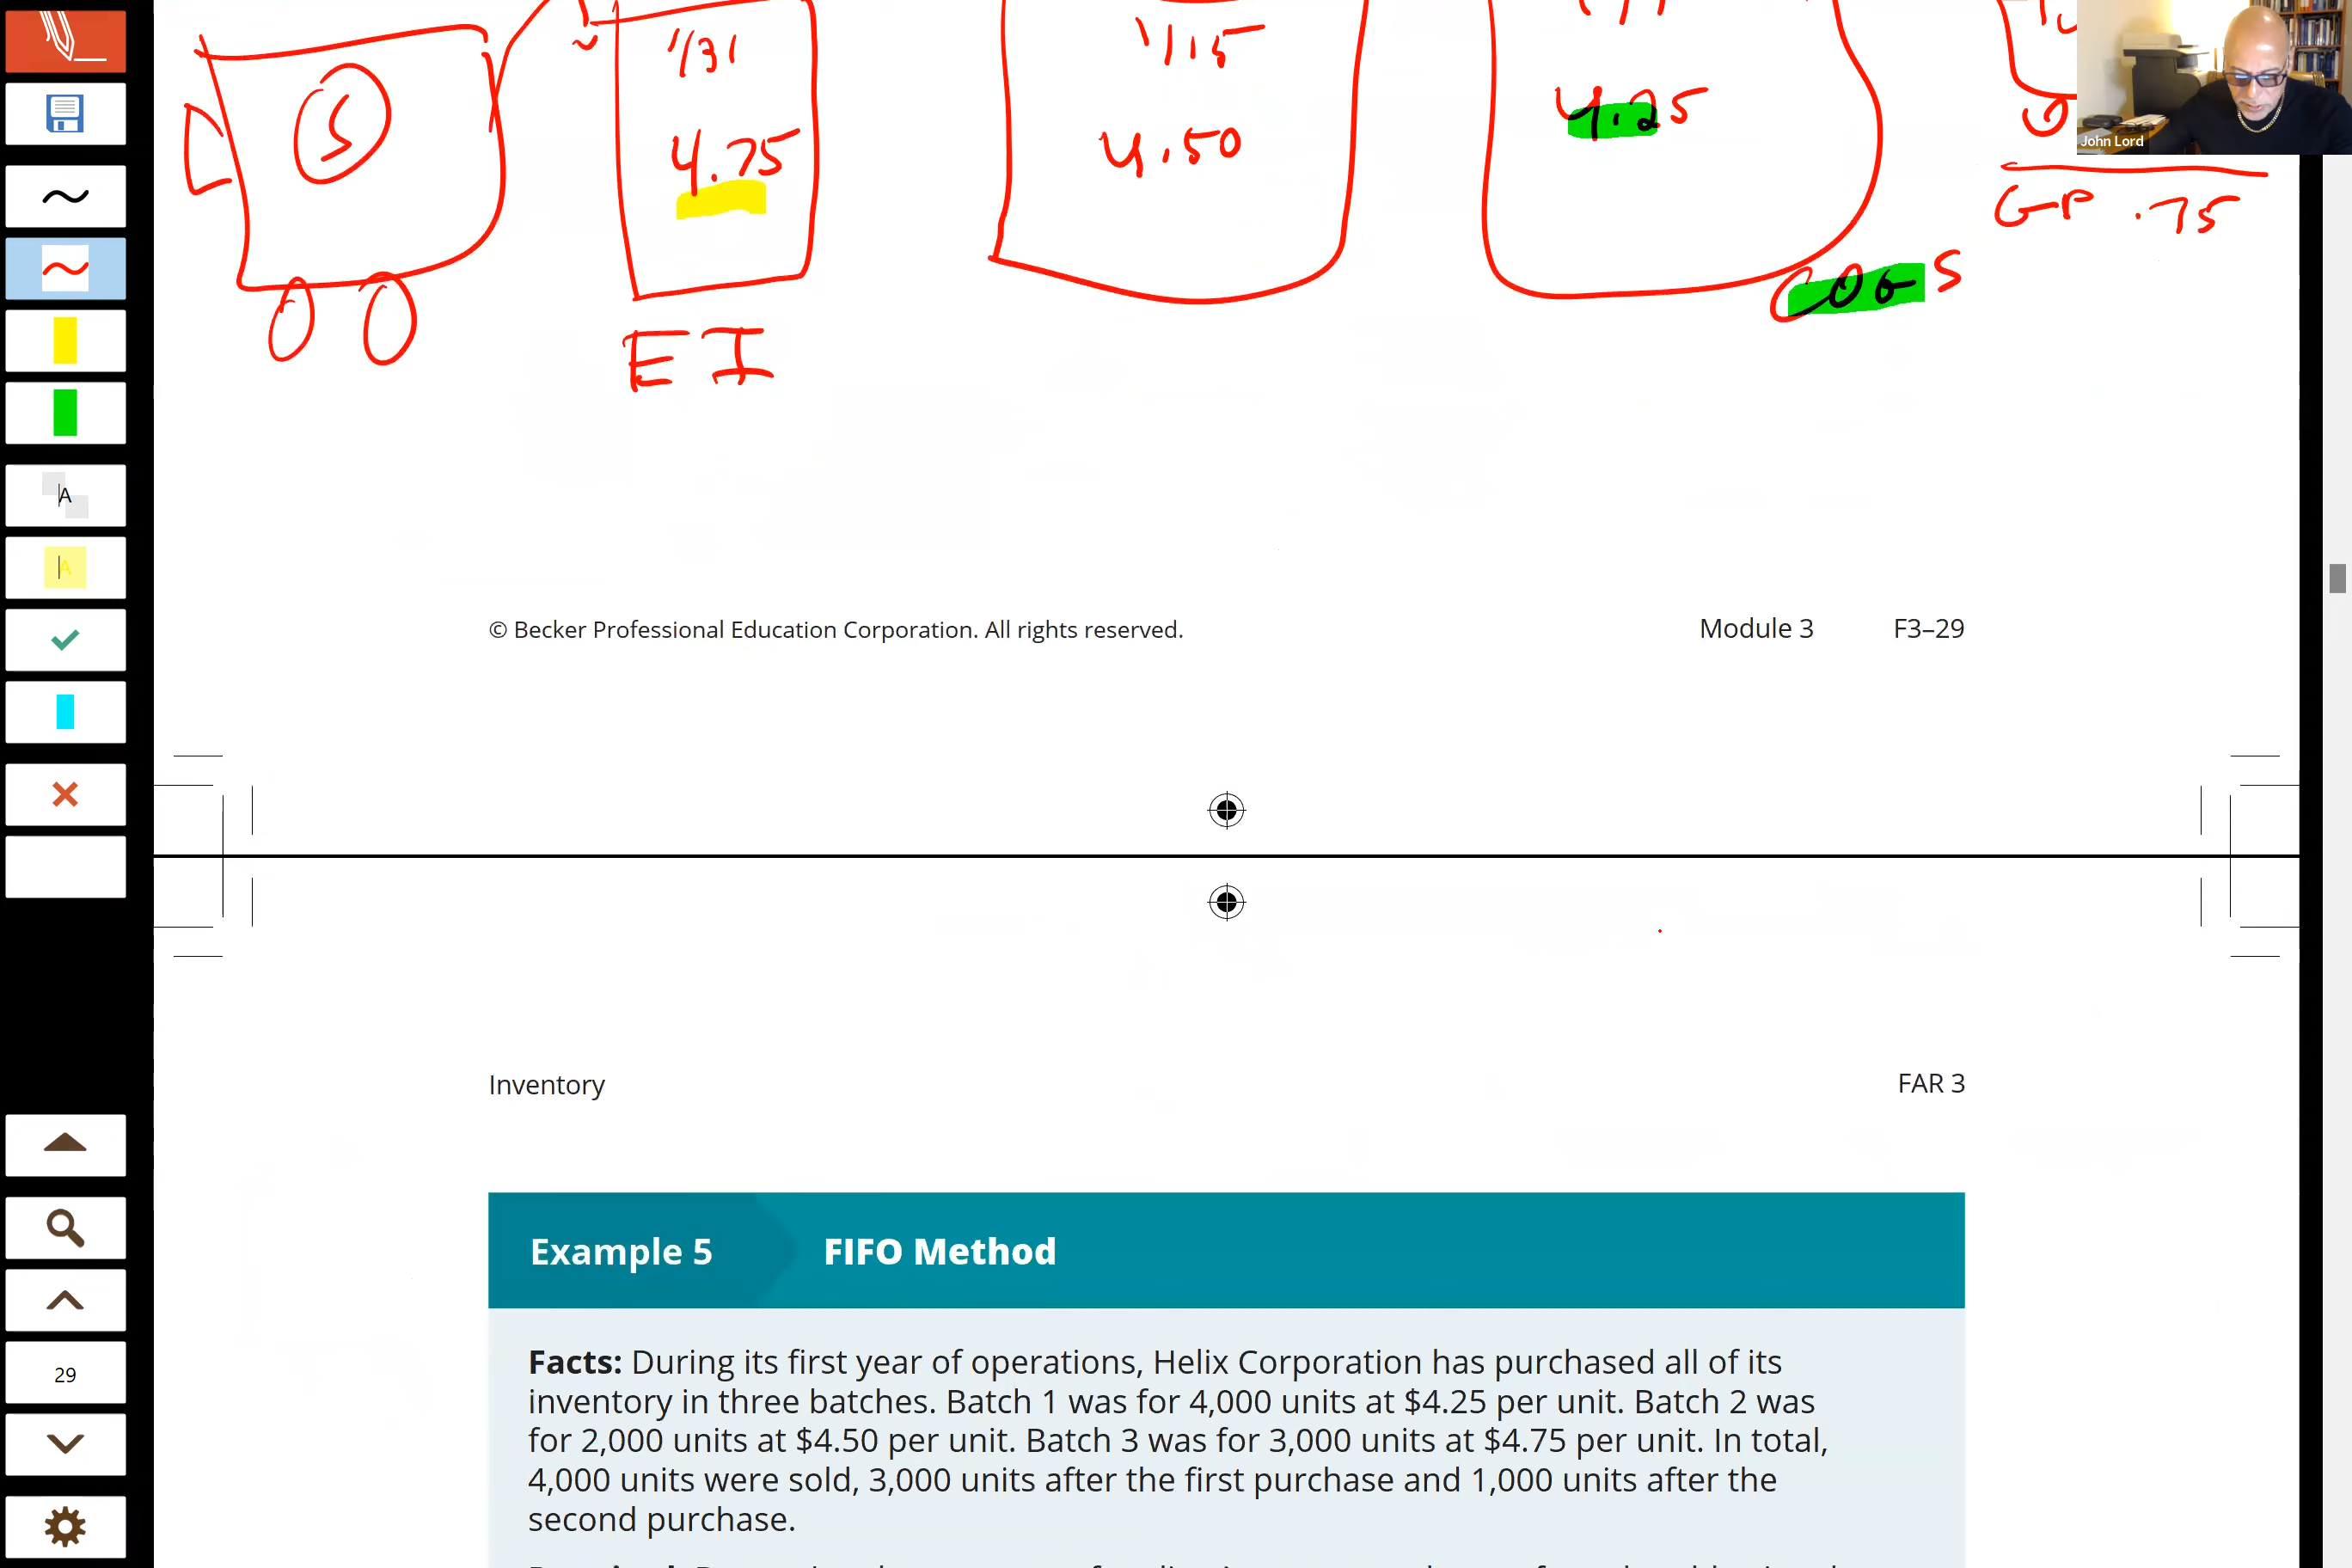 1/31
1/15
John Lord
S
4.75
4.50
4.25
GP .75
COGS
EI
© Becker Professional Education Corporation. All rights reserved.
Module 3 F3–29
Inventory
FAR 3
Example 5 FIFO Method
Facts: During its first year of operations, Helix Corporation has purchased all of its
inventory in three batches. Batch 1 was for 4,000 units at $4.25 per unit. Batch 2 was
for 2,000 units at $4.50 per unit. Batch 3 was for 3,000 units at $4.75 per unit. In total,
4,000 units were sold, 3,000 units after the first purchase and 1,000 units after the
second purchase.
A
A
29